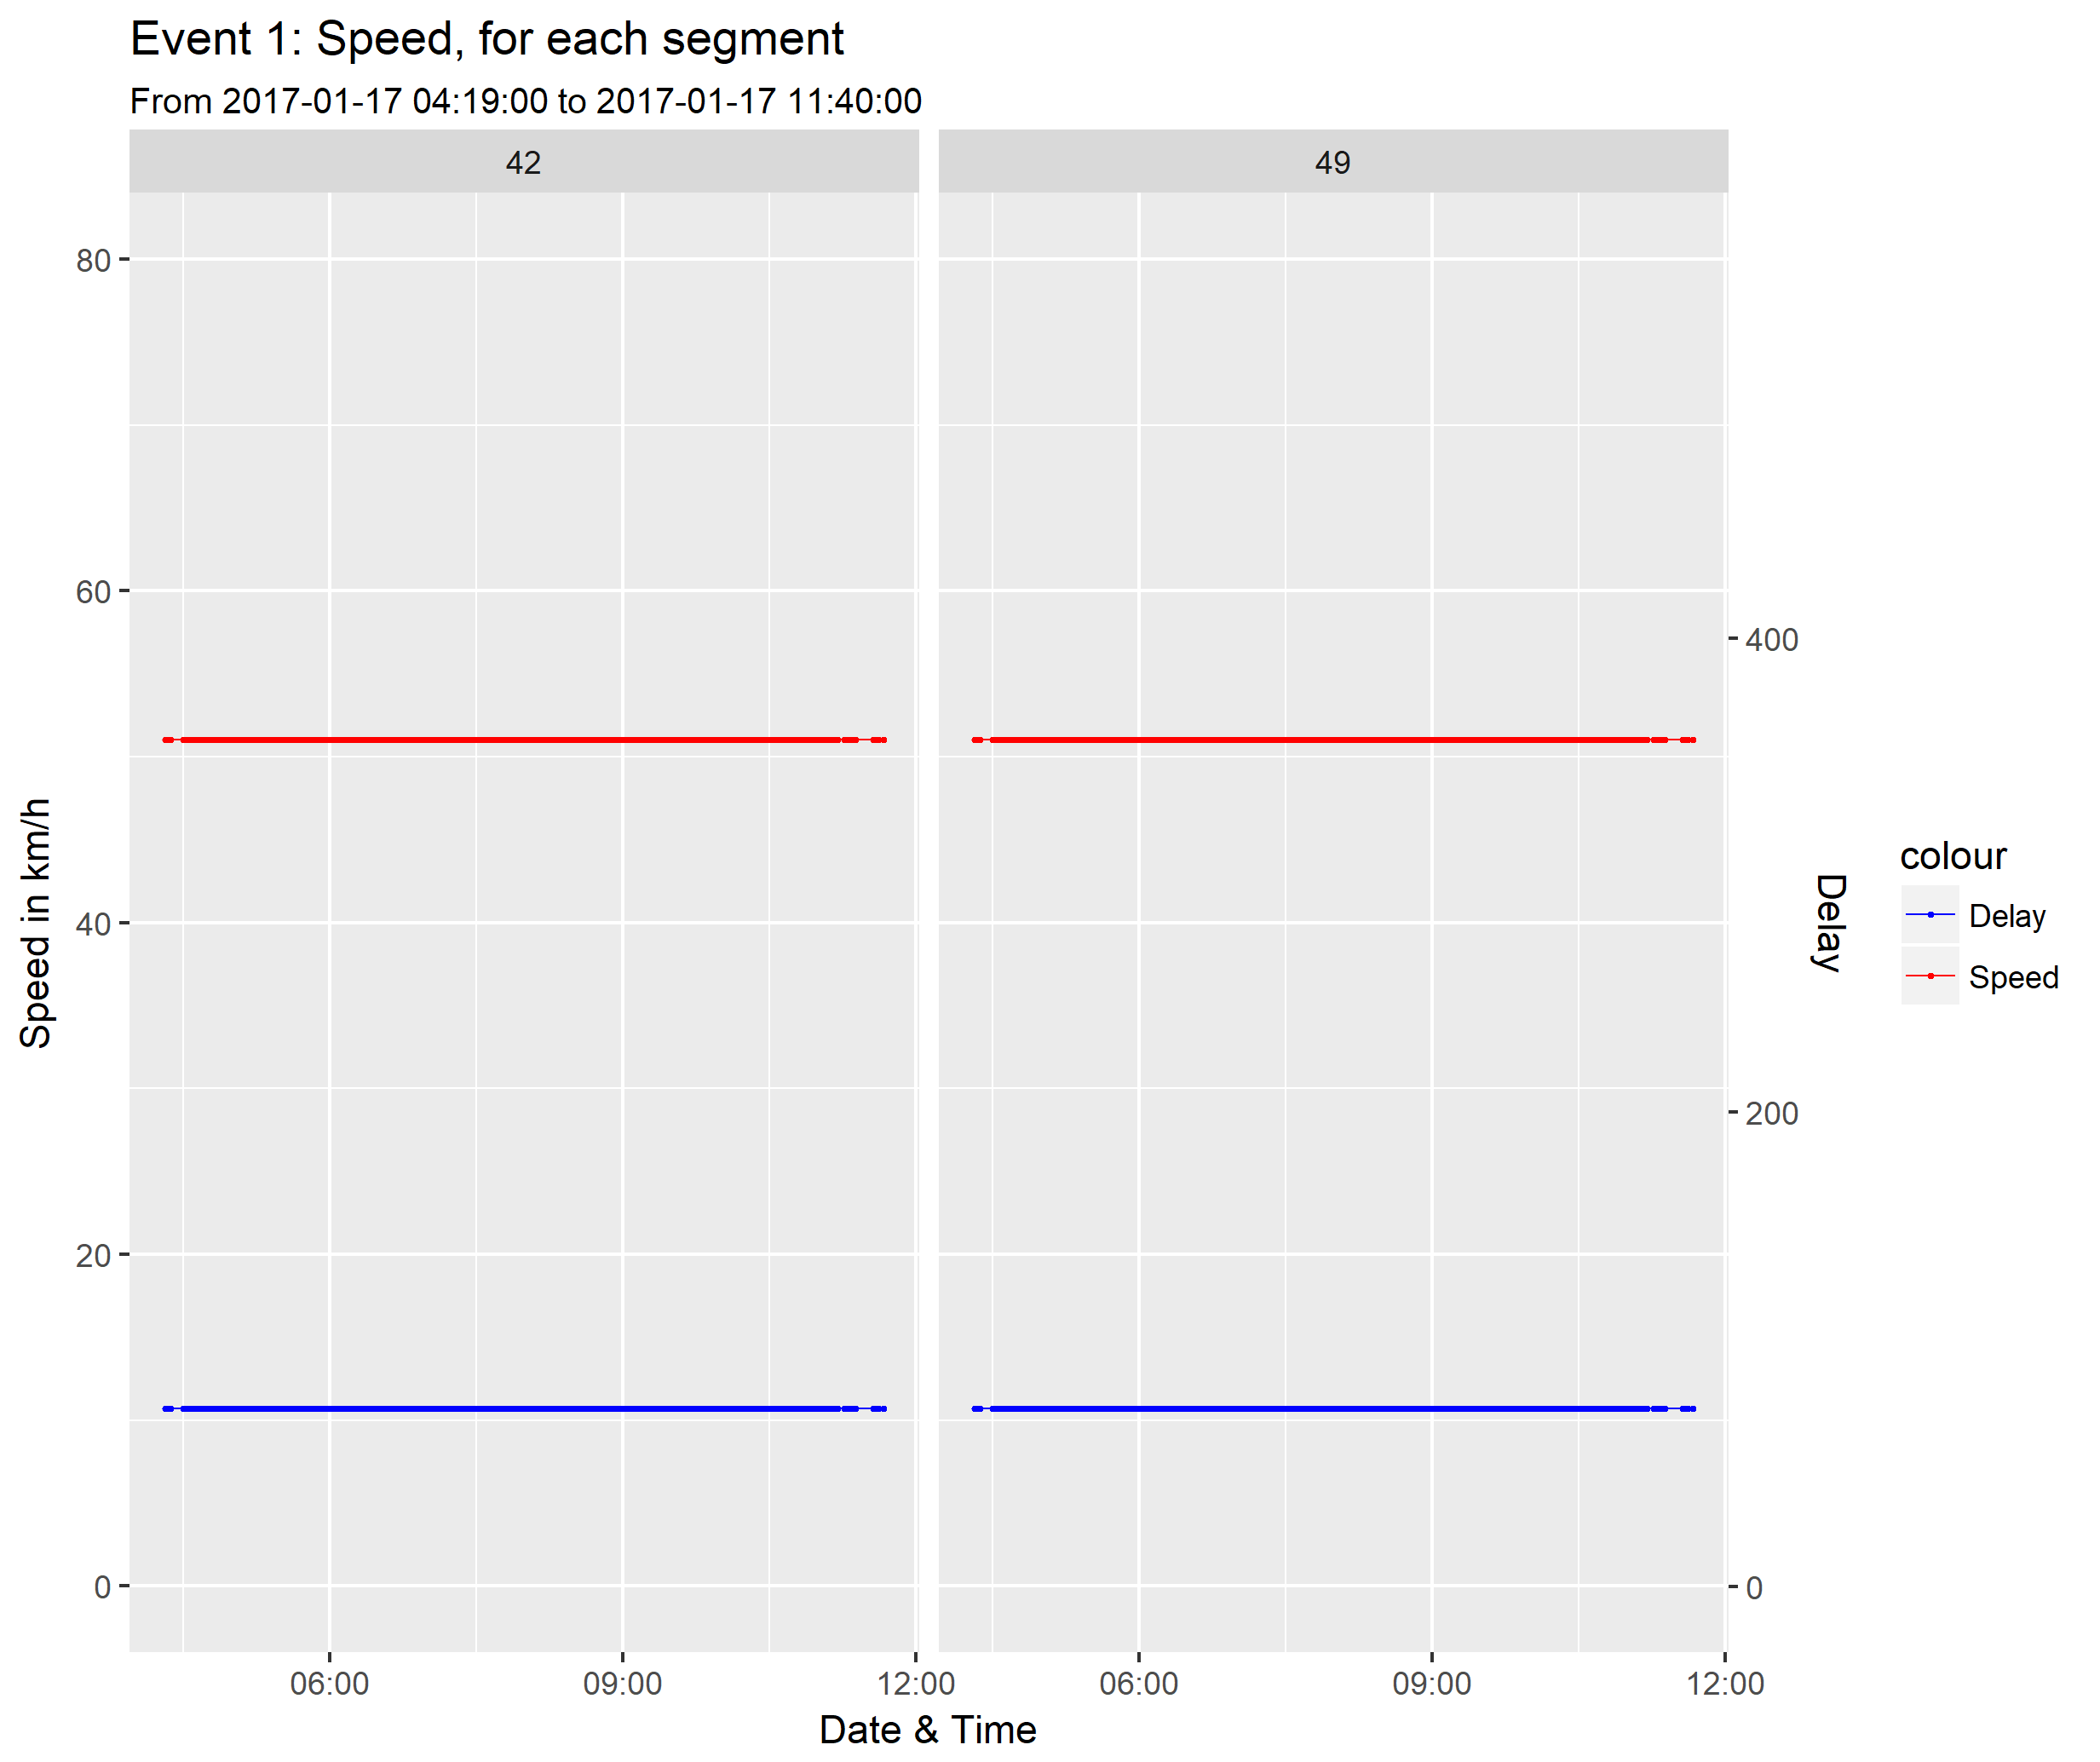 Event 1: Speed, for each segment
From 2017-01-17 04:19:00 to 2017-01-17 11:40:00
42
49
80
60
40
20
0
Speed in km/h
400
200
0
Delay
colour
Delay
Speed
06:00
09:00
12:00
06:00
09:00
12:00
Date & Time